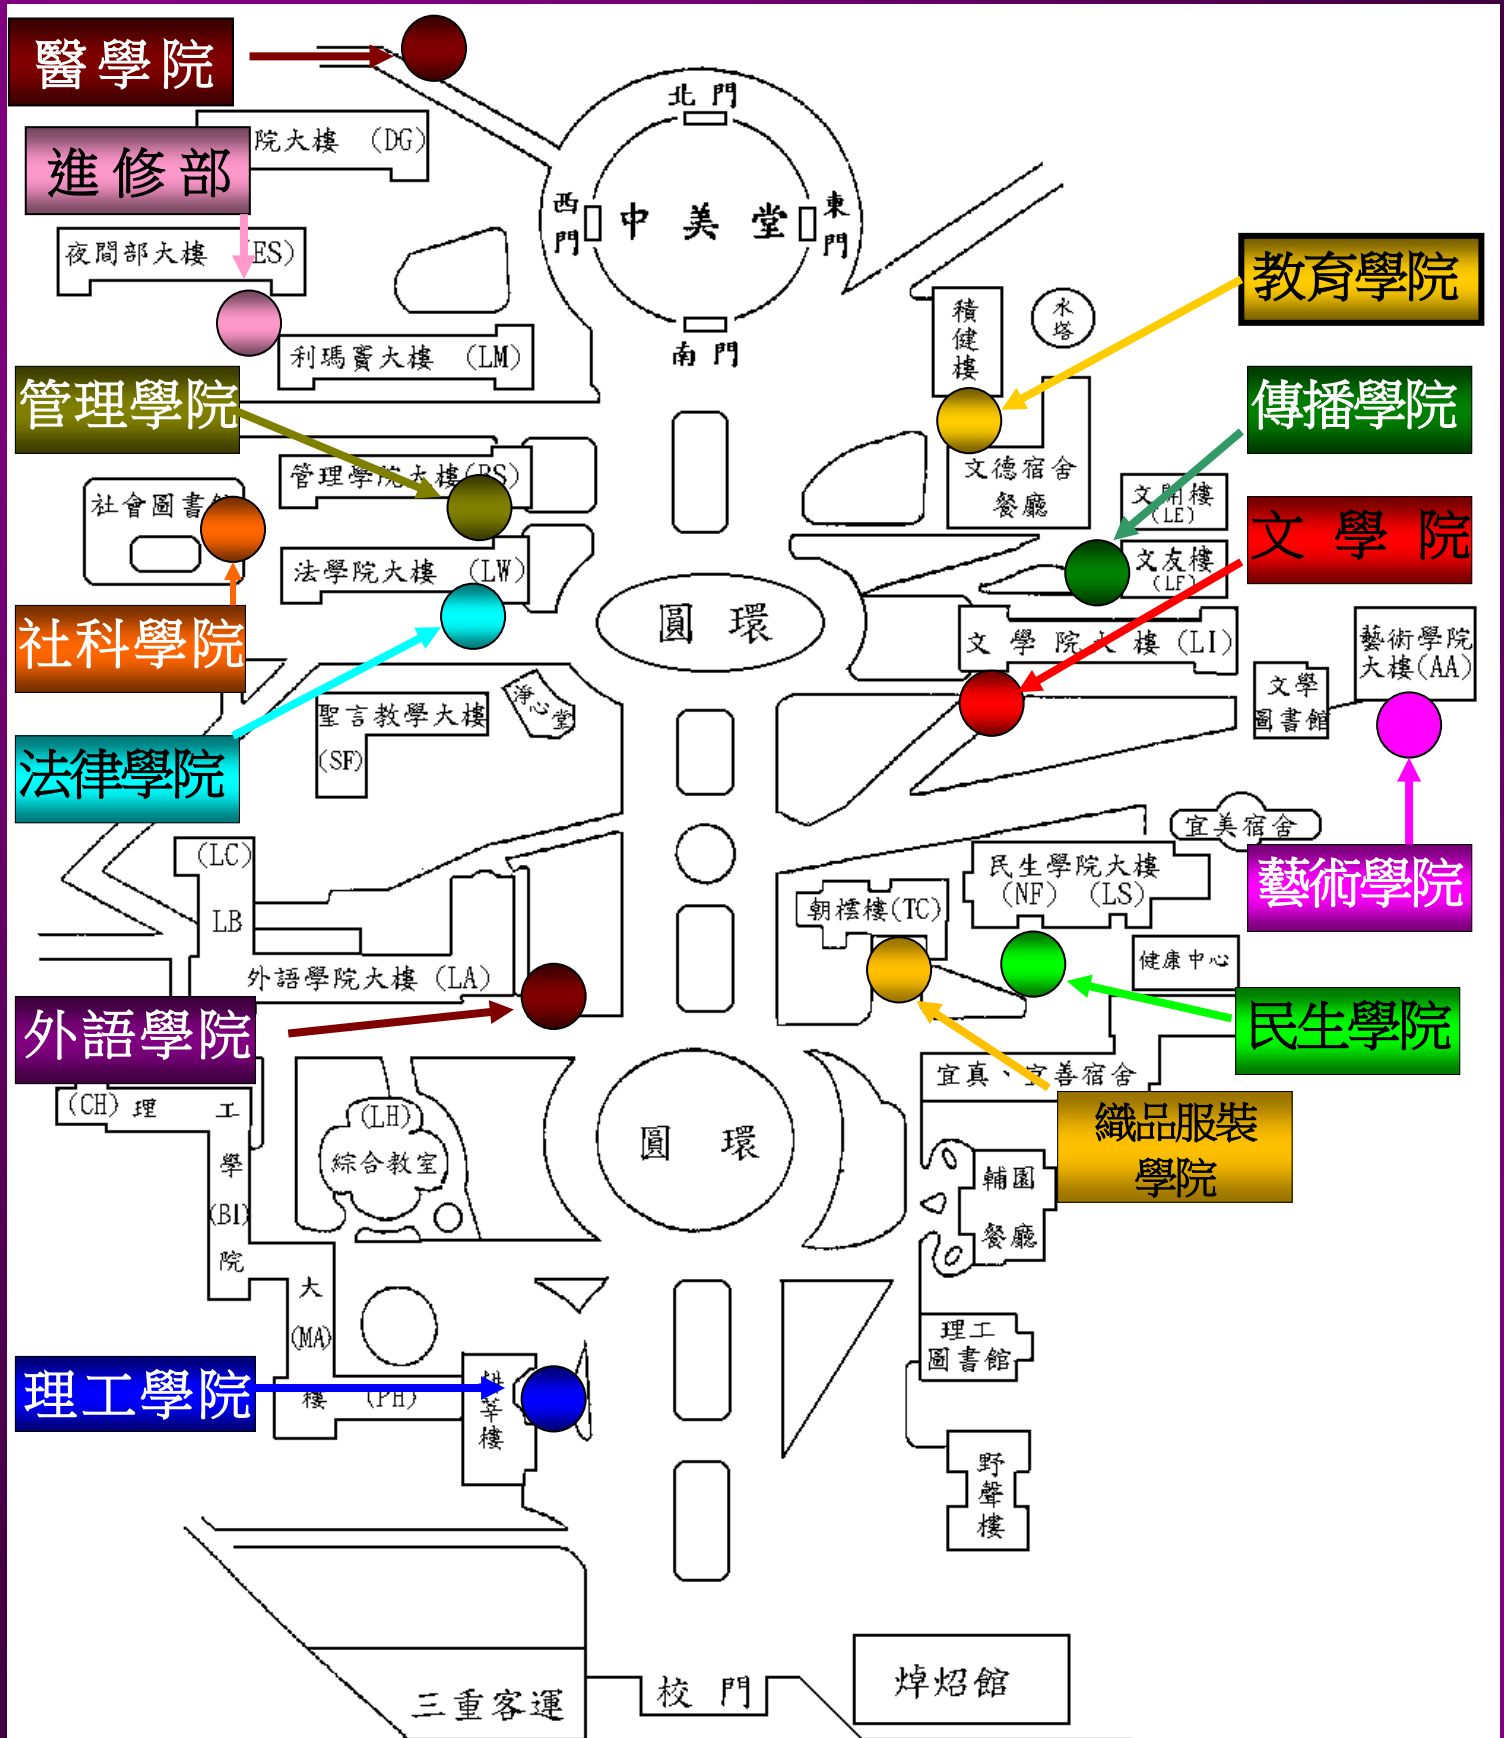 醫學院
院大樓 (DG)
進修部
夜間部大樓 ES)
北門
西門
中美堂
東門
南門
利瑪竇大樓 (LM)
積健樓
水塔
教育學院
管理學院
管理學院大樓(BS)
社會圖書
法學院大樓 (LW)
文德宿舍
餐廳
傳播學院
文開樓
(LE)
文友樓
(LF)
文學院
社科學院
圓環
文學院大樓(LI)
藝術學院
大樓(AA)
文學
圖書館
聖言教學大樓
(SF)
淨心堂
法律學院
(LC)
LB
宜美宿舍
藝術學院
民生學院大樓
(NF) (LS)
朝橒樓(TC)
健康中心
外語學院大樓(LA)
外語學院
民生學院
宜真、宜善宿舍
織品服裝
學院
(CH) 理工
學
(BI)
院
大
(MA)
樓
(PH)
(LH)
綜合教室
圓環
輔園
餐廳
理工
圖書館
理工學院
耕莘樓
野聲樓
三重客運
校門
焯炤館